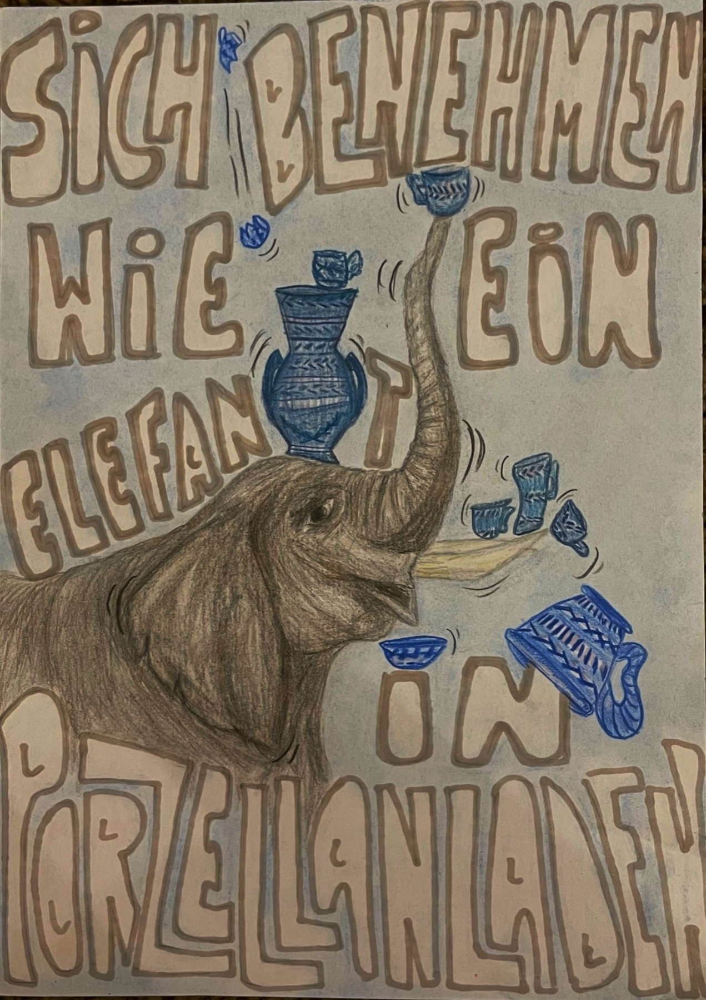 SiCH BENEHMEN
WiE EiN
ELEFANT
iN
PORZELLANLADEN